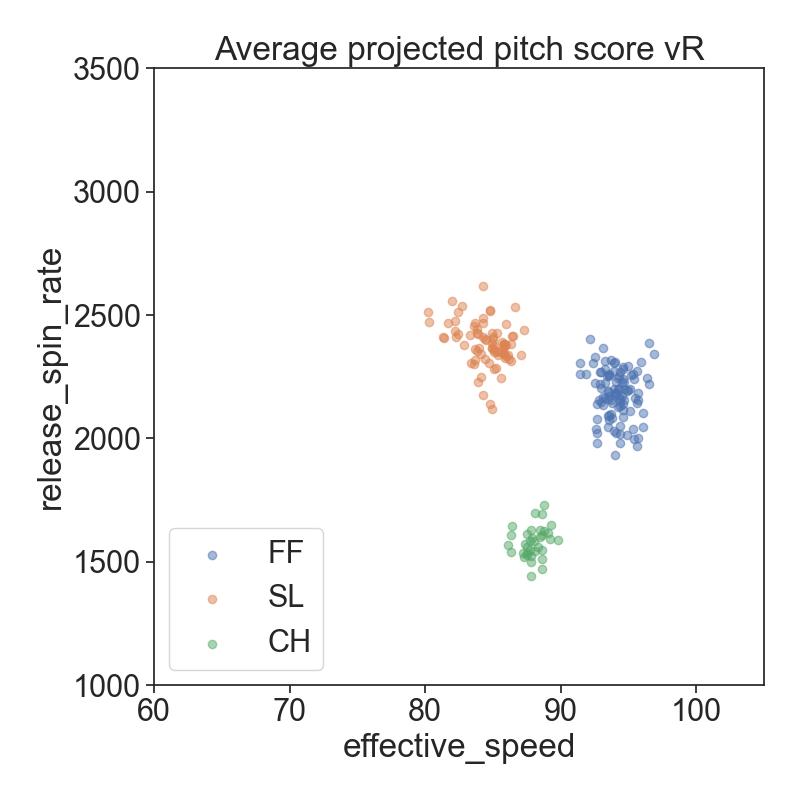 Average projected pitch score vR
release_spin_rate
3500
3000
2500
2000
1500
1000
FF
SL
CH
60 70 80 90 100
effective_speed